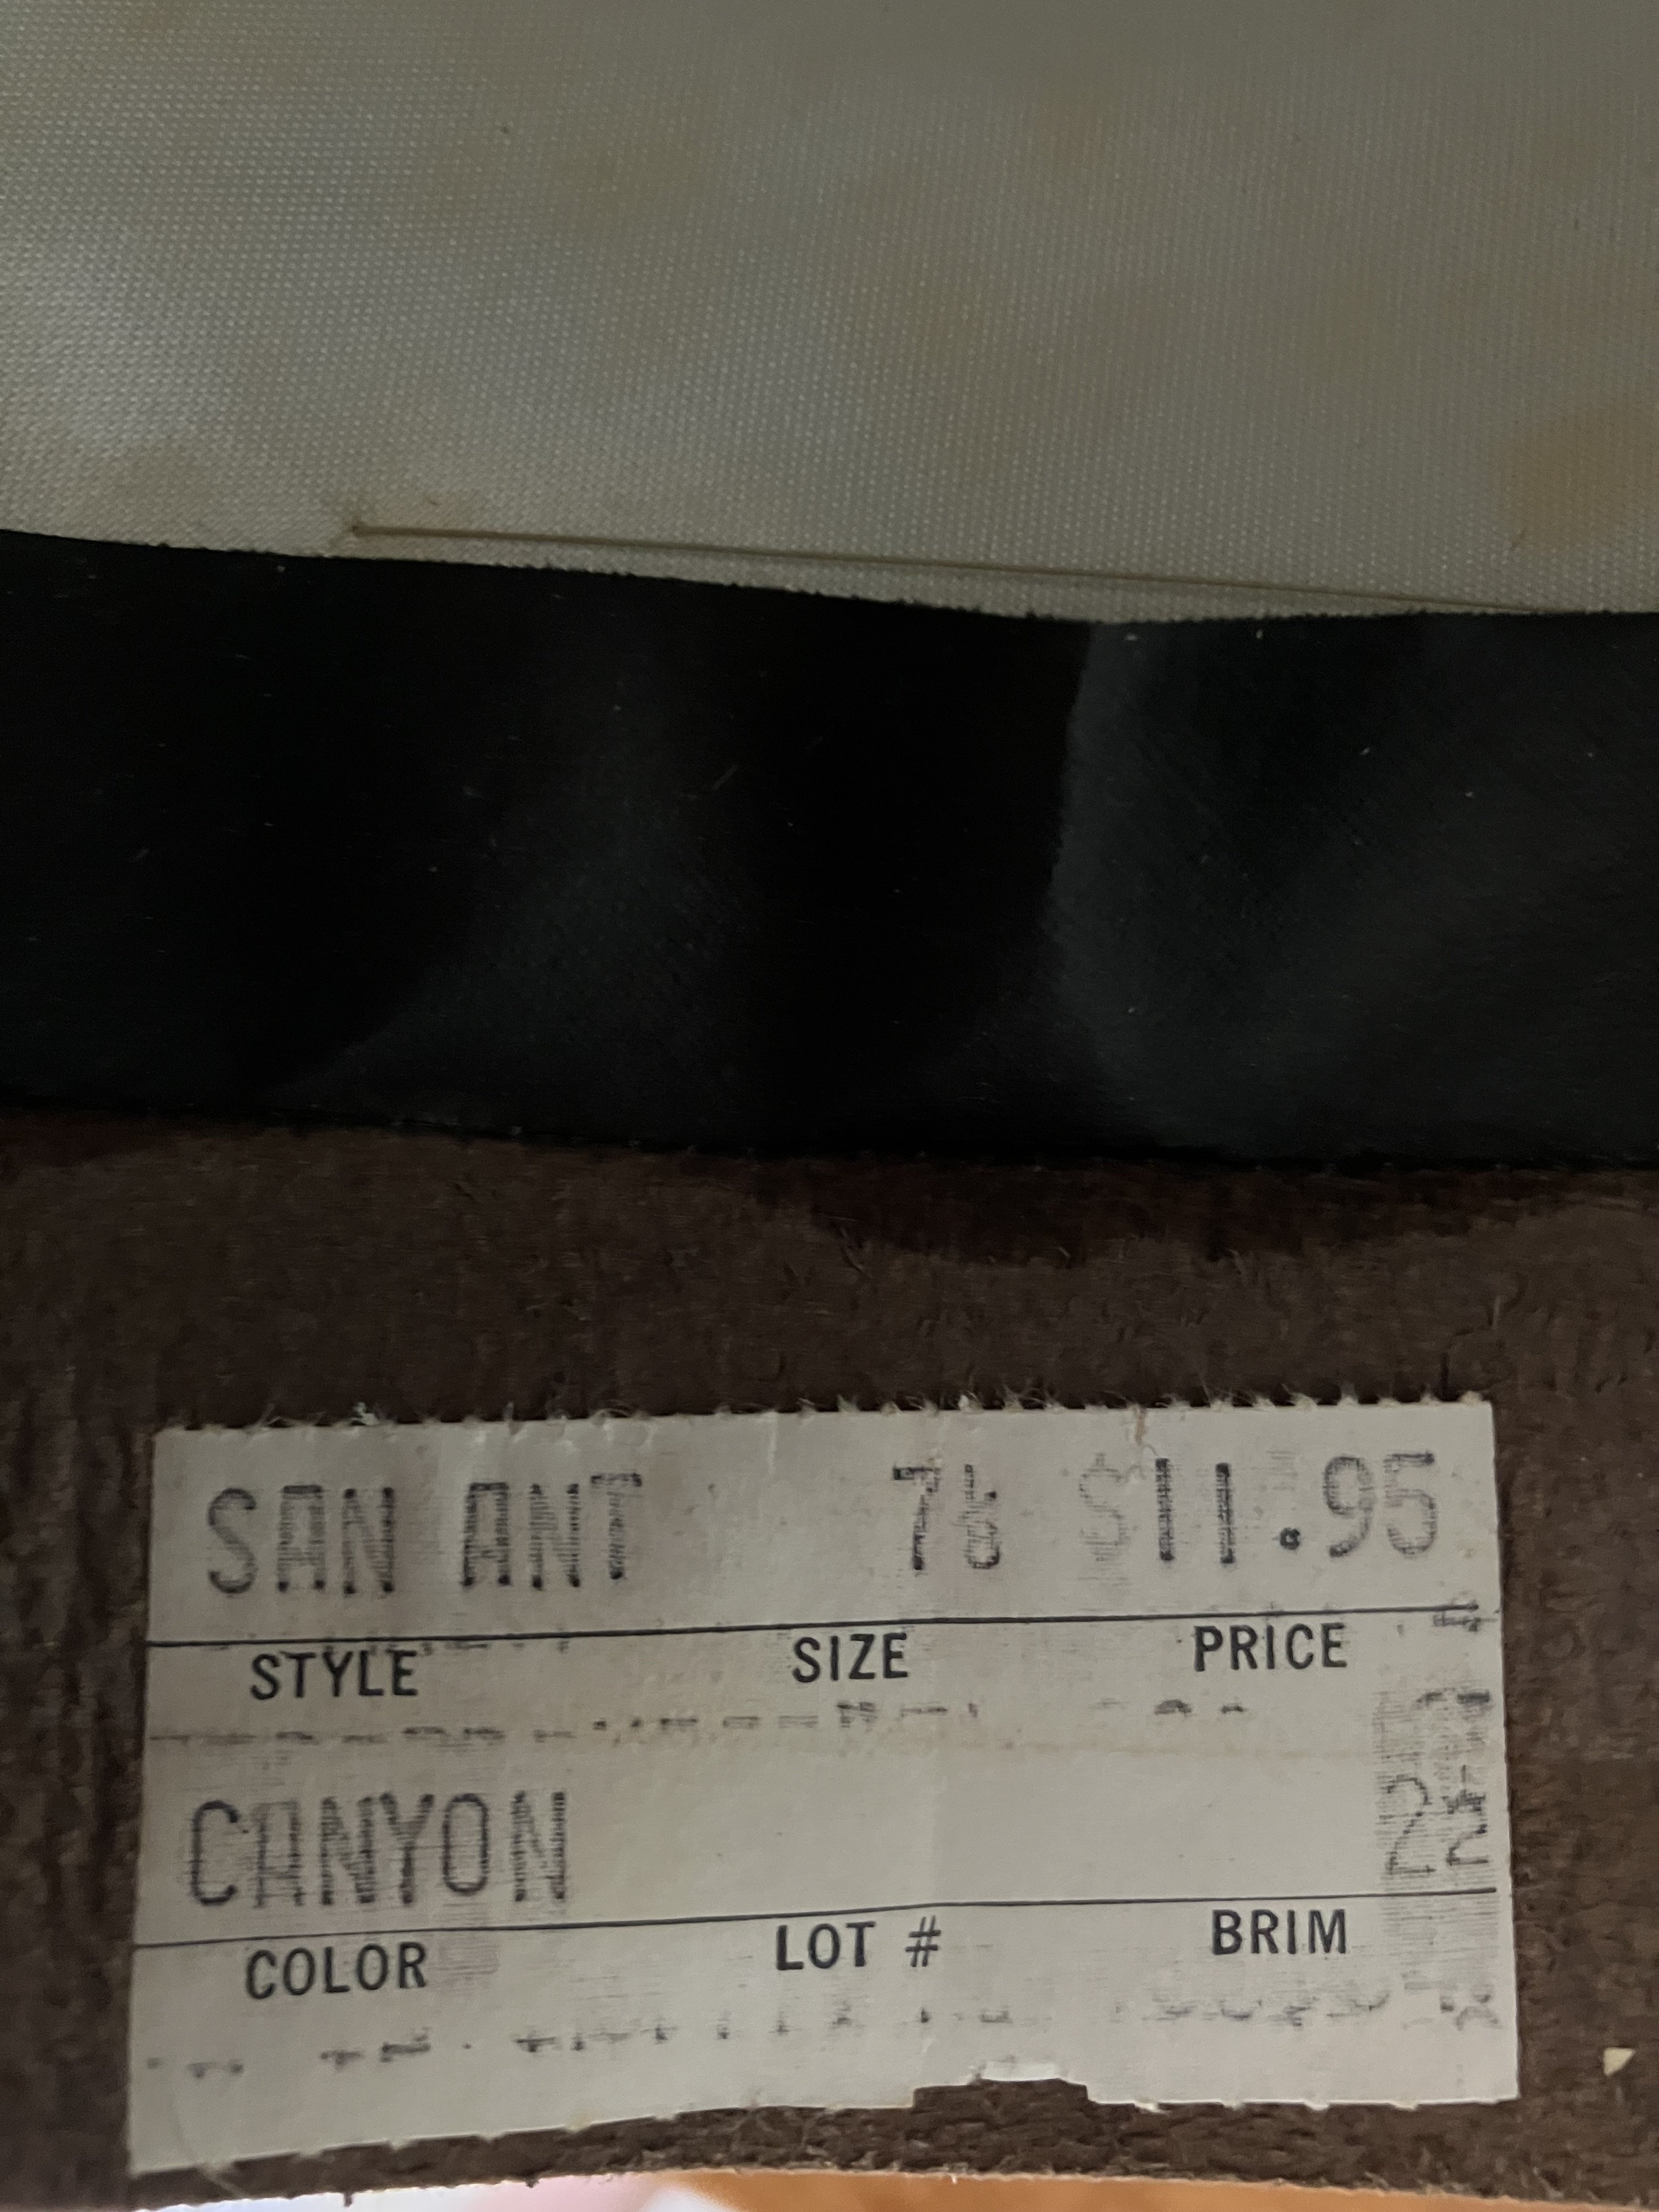 SAN ANT $11.95
STYLE SIZE PRICE
CANYON
COLOR LOT # BRIM